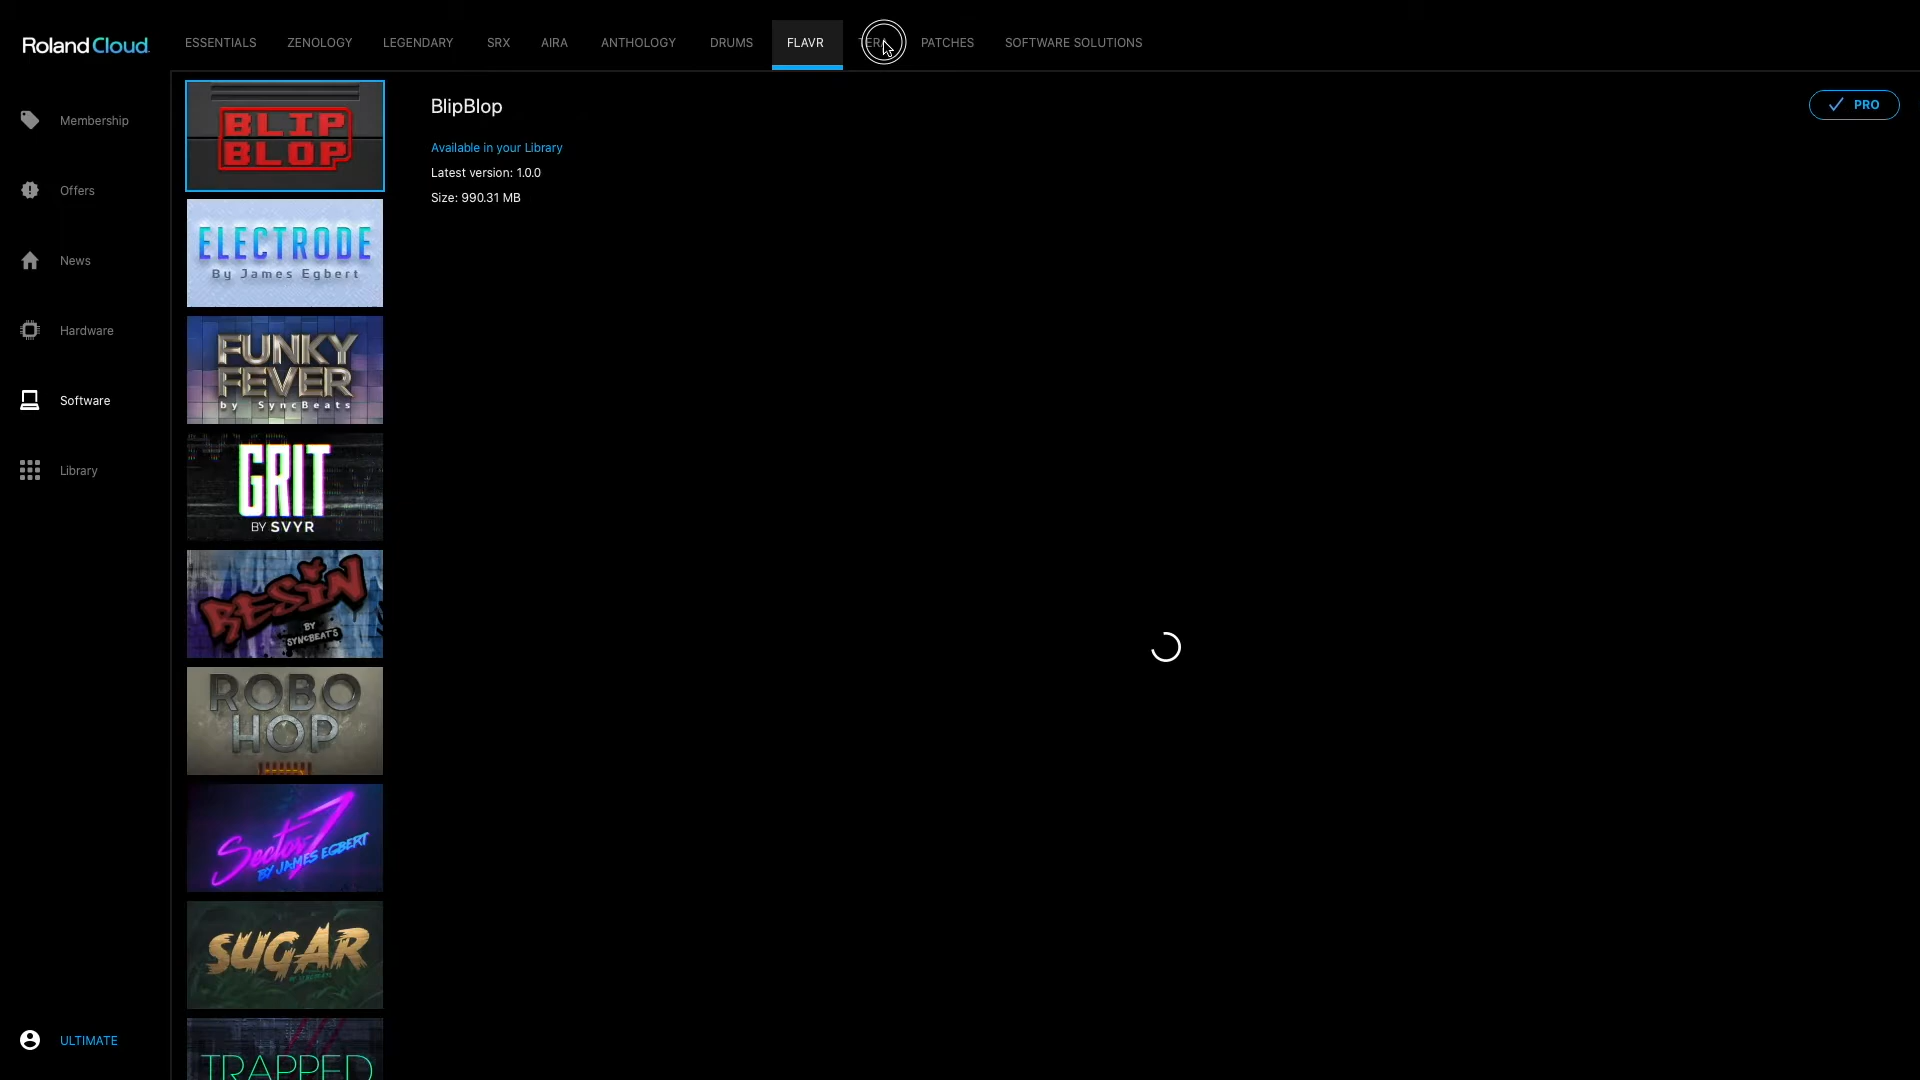 Roland Cloud
ESSENTIALS
ZENOLOGY
LEGENDARY
SRX
AIRA
ANTHOLOGY
DRUMS
FLAVR
PATCHES
SOFTWARE SOLUTIONS
Membership
Offers
News
Hardware
Software
Library
ULTIMATE
BLIP
BLOP
ELECTRODE
By James Egbert
FUNKY
FEVER
by SyncBeats
GRIT
BY SVYR
RESIN
BY
SYNCBEATS
ROBO
HOP
Sector 7
BY JAMES EGBERT
SUGAR
TRAPPED
BlipBlop
Available in your Library
Latest version: 1.0.0
Size: 990.31 MB
PRO